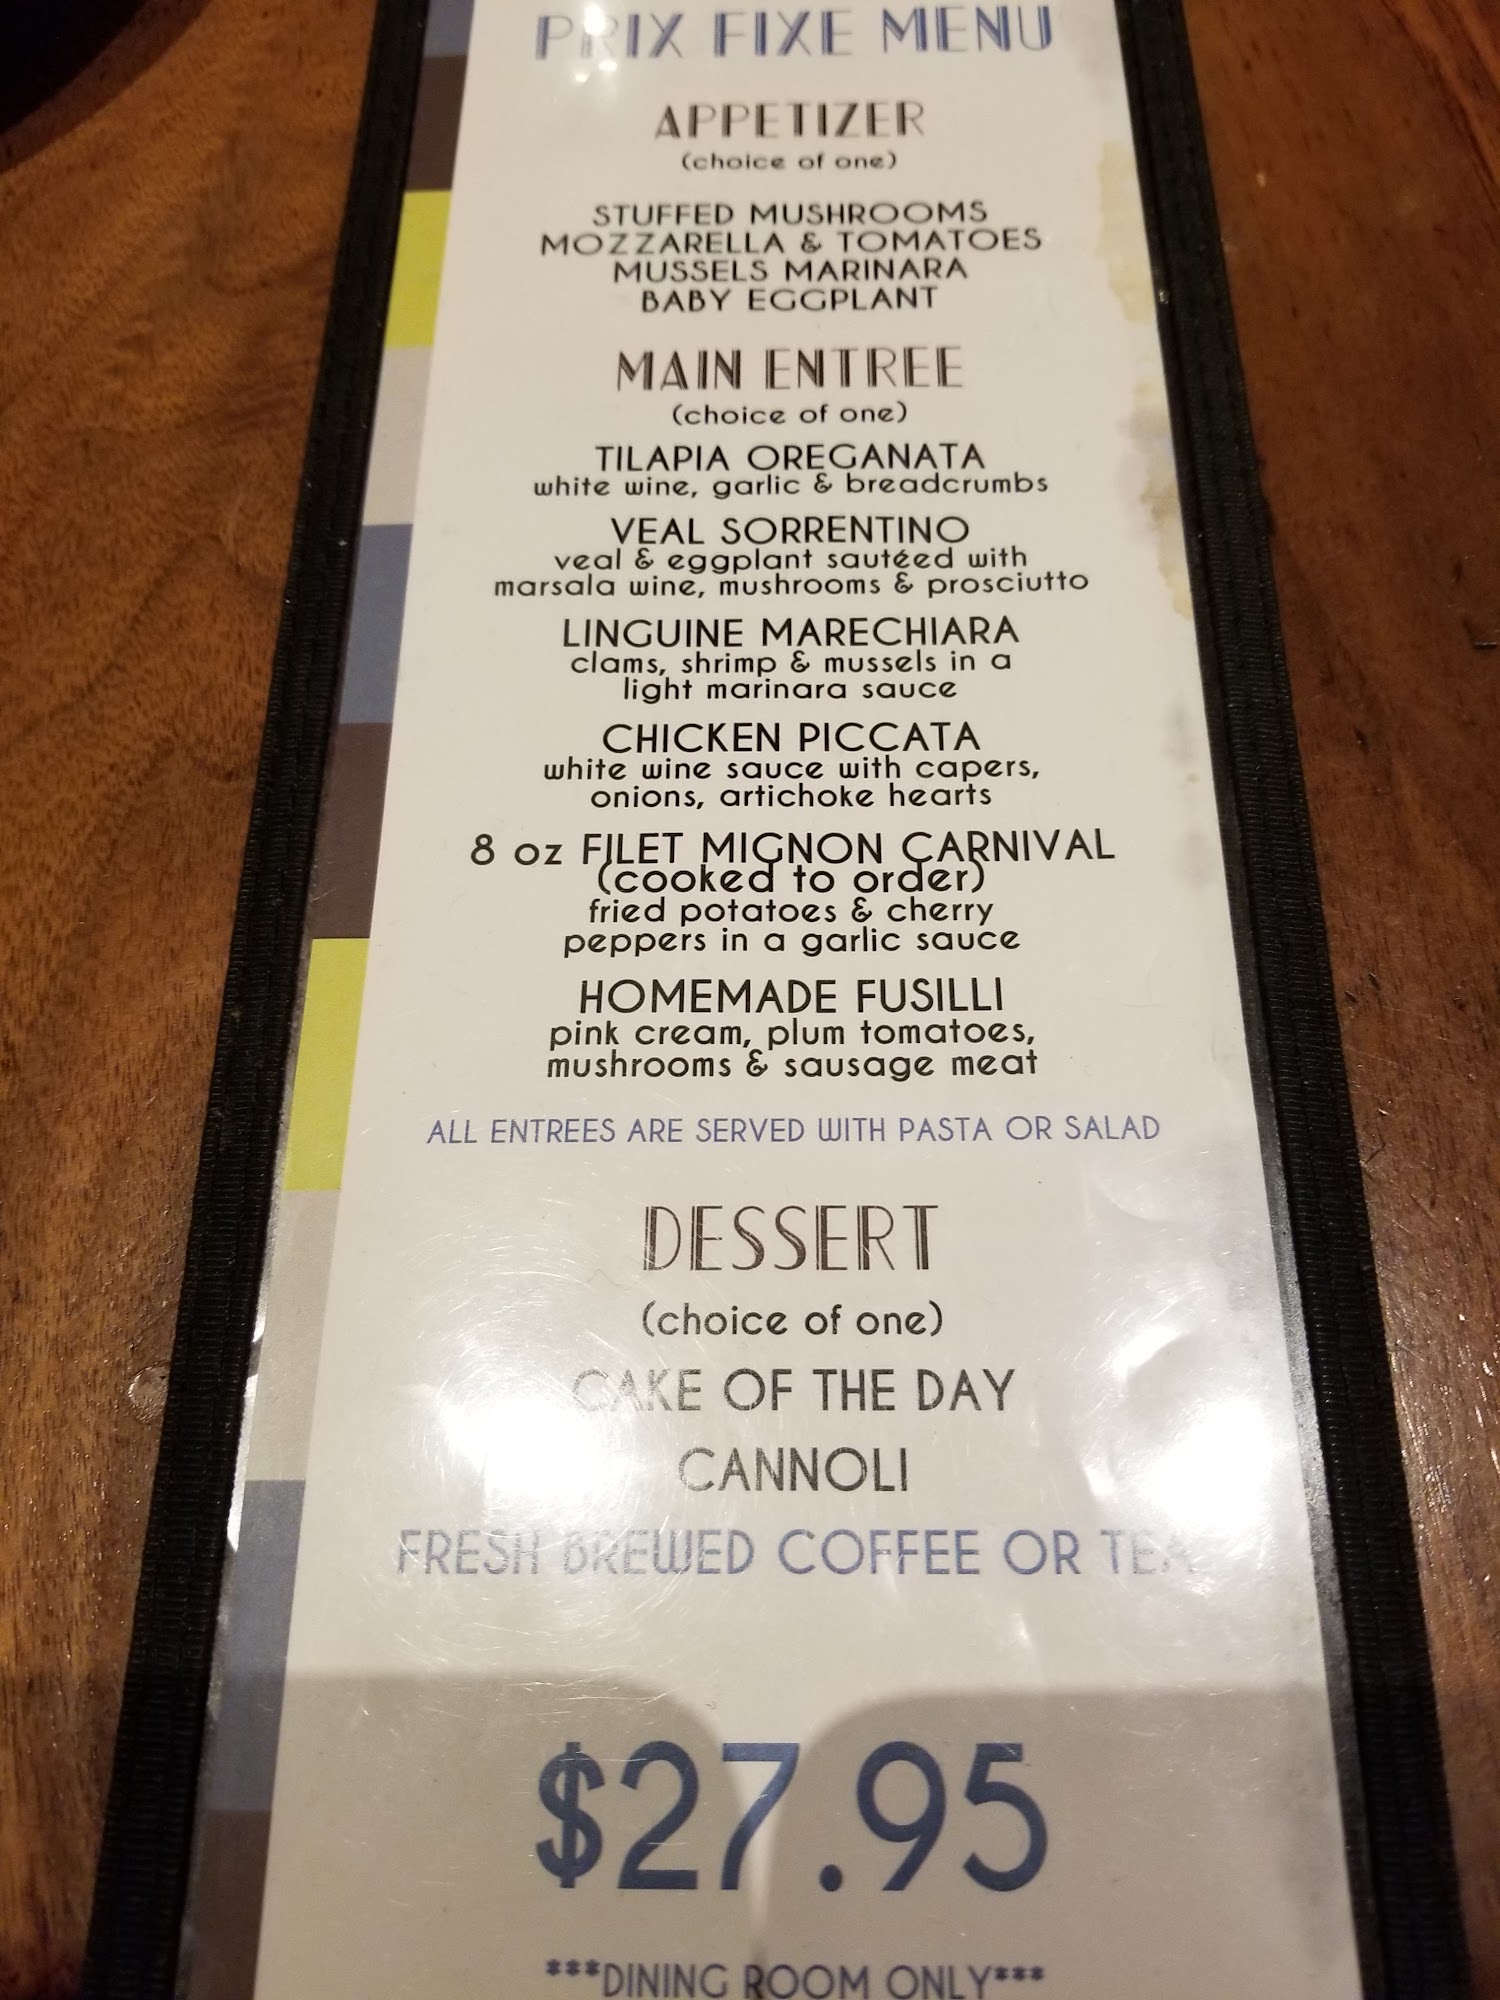 PRIX FIXE MENU
APPETIZER
(choice of one)
STUFFED MUSHROOMS
MOZZARELLA & TOMATOES
MUSSELS MARINARA
BABY EGGPLANT
MAIN ENTREE
(choice of one)
TILAPIA OREGANATA
white wine, garlic & breadcrumbs
VEAL SORRENTINO
veal & eggplant sautéed with
marsala wine, mushrooms & prosciutto
LINGUINE MARECHIARA
clams, shrimp & mussels in a
light marinara sauce
CHICKEN PICCATA
white wine sauce with capers,
onions, artichoke hearts
8 oz FILET MIGNON CARNIVAL
(cooked to order)
fried potatoes & cherry
peppers in a garlic sauce
HOMEMADE FUSILLI
pink cream, plum tomatoes,
mushrooms & sausage meat
ALL ENTREES ARE SERVED WITH PASTA OR SALAD
DESSERT
(choice of one)
CAKE OF THE DAY
CANNOLI
FRESH BREWED COFFEE OR TEA
$27.95
***DINING ROOM ONLY***